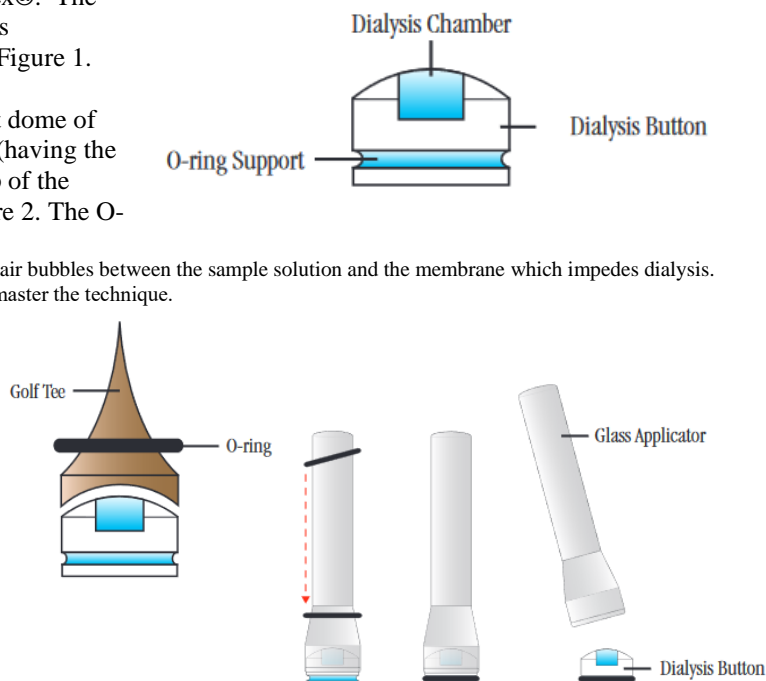 ex®. The
s
Figure 1.
dome of
(having the
of the
re 2. The O-
air bubbles between the sample solution and the membrane which impedes dialysis.
master the technique.
Dialysis Chamber
Dialysis Button
O-ring Support
Golf Tee
O-ring
Glass Applicator
Dialysis Button